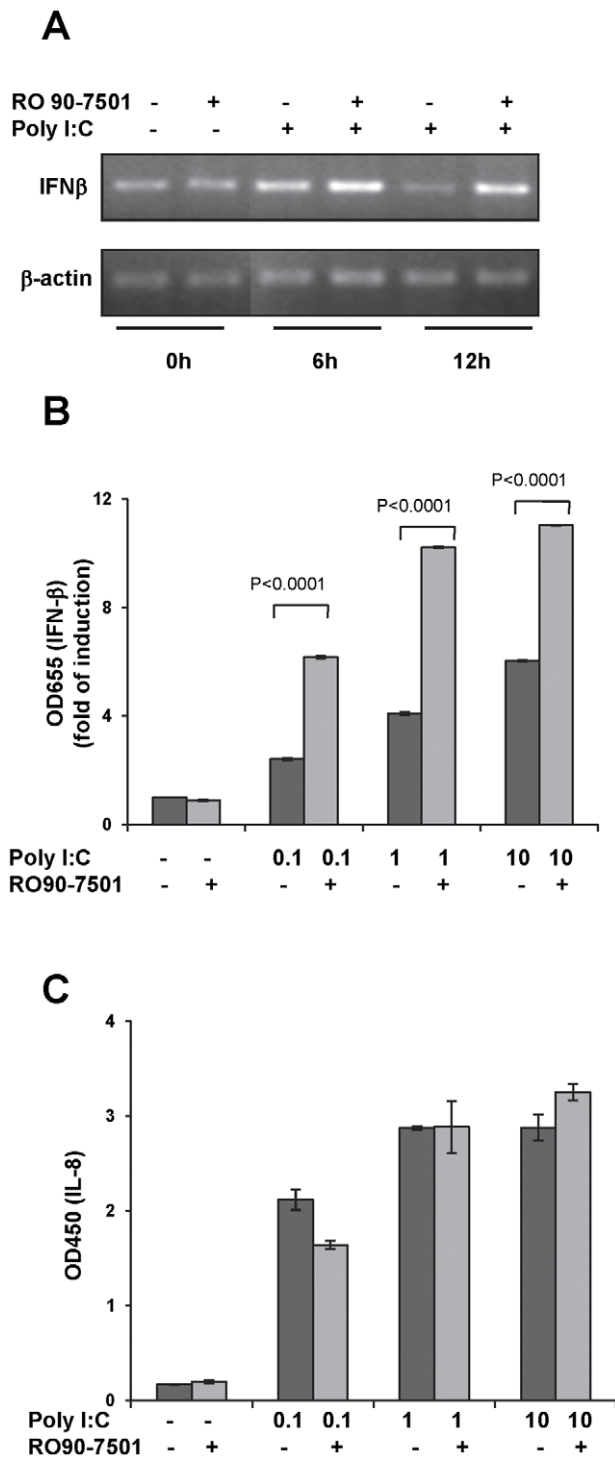 A
RO 90-7501 - + - + - +
Poly I:C - - + + + +
IFNβ
β-actin
0h 6h 12h
B
P<0.0001
P<0.0001
P<0.0001
12
8
4
0
OD655 (IFN-β)
(fold of induction)
Poly I:C - - 0.1 0.1 1 1 10 10
RO90-7501 - + - + - + - +
C
4
3
2
1
0
OD450 (IL-8)
Poly I:C - - 0.1 0.1 1 1 10 10
RO90-7501 - + - + - + - +